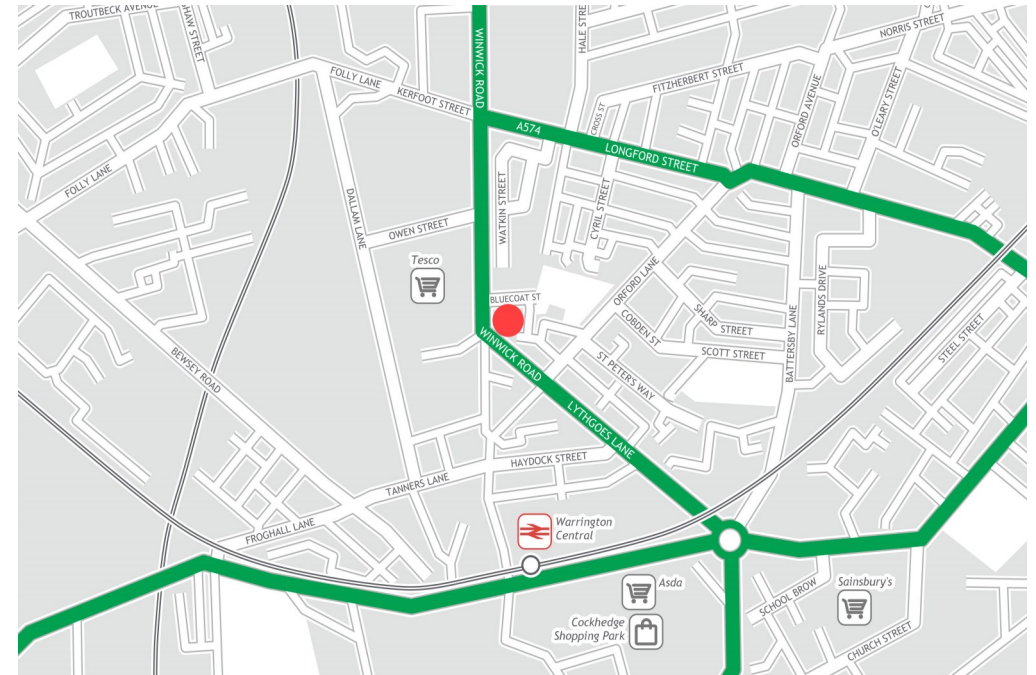 TROUTBECK AVENUE
SHAW STREET
WINWICK ROAD
HALE STREET
NORRIS STREET
FOLLY LANE
KERFOOT STREET
FITZHERBERT STREET
CROSS ST
ORFORD AVENUE
O'LEARY STREET
A574
LONGFORD STREET
FOLLY LANE
DALLAM LANE
OWEN STREET
WATKIN STREET
CYRIL STREET
Tesco
BLUECOAT ST
ORFORD LANE
RYLANDS DRIVE
SHARP STREET
COBDEN ST
SCOTT STREET
BATTERSBY LANE
STEEL STREET
BEWSEY ROAD
WINWICK ROAD
ST PETER'S WAY
LYTHGOES LANE
HAYDOCK STREET
TANNERS LANE
FROGHALL LANE
Warrington
Central
Asda
Cockhedge
Shopping Park
SCHOOL BROW
Sainsbury's
CHURCH STREET